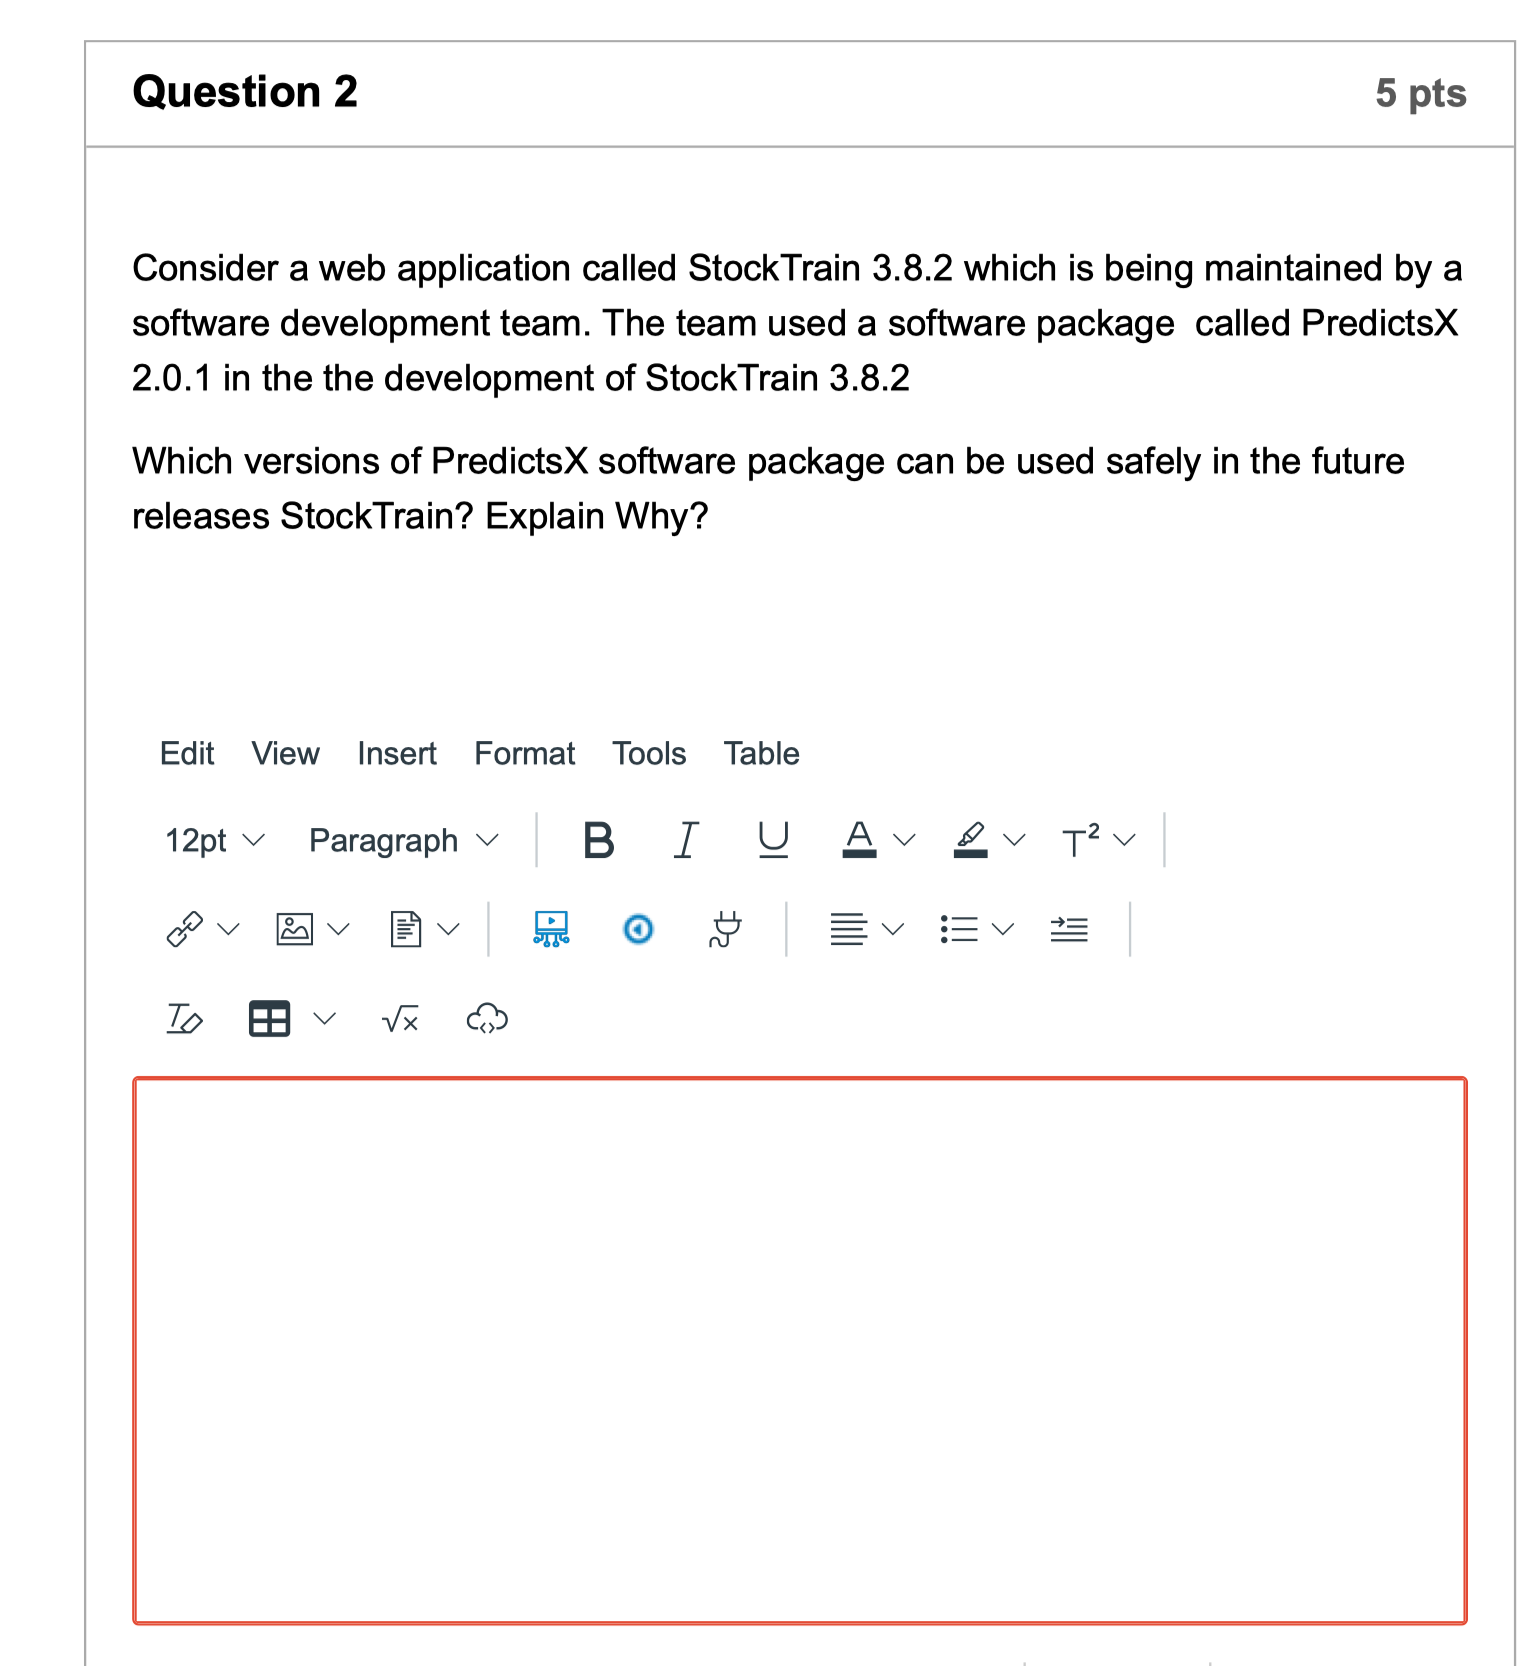 Question 2
5 pts
Consider a web application called StockTrain 3.8.2 which is being maintained by a
software development team. The team used a software package  called PredictsX
2.0.1 in the the development of StockTrain 3.8.2
Which versions of PredictsX software package can be used safely in the future
releases StockTrain? Explain Why?
Edit View Insert Format Tools Table
12pt Paragraph B I U A T²
√x